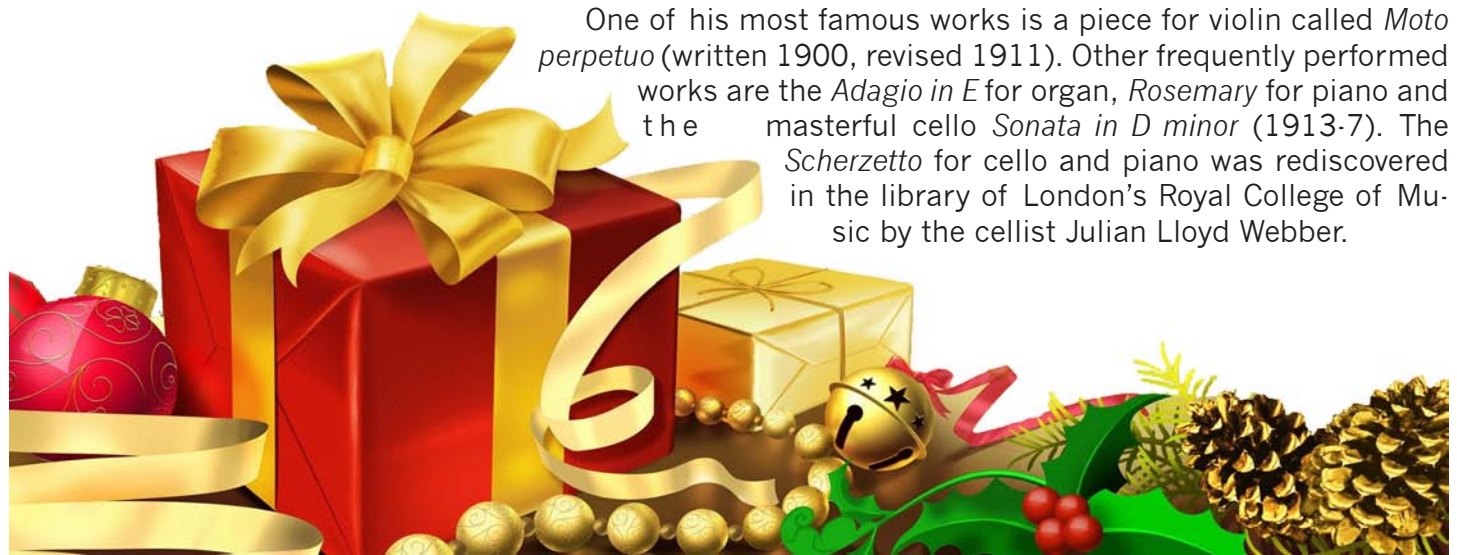 One of his most famous works is a piece for violin called Moto
perpetuo (written 1900, revised 1911). Other frequently performed
works are the Adagio in E for organ, Rosemary for piano and
the masterful cello Sonata in D minor (1913-7). The
Scherzetto for cello and piano was rediscovered
in the library of London’s Royal College of Mu-
sic by the cellist Julian Lloyd Webber.